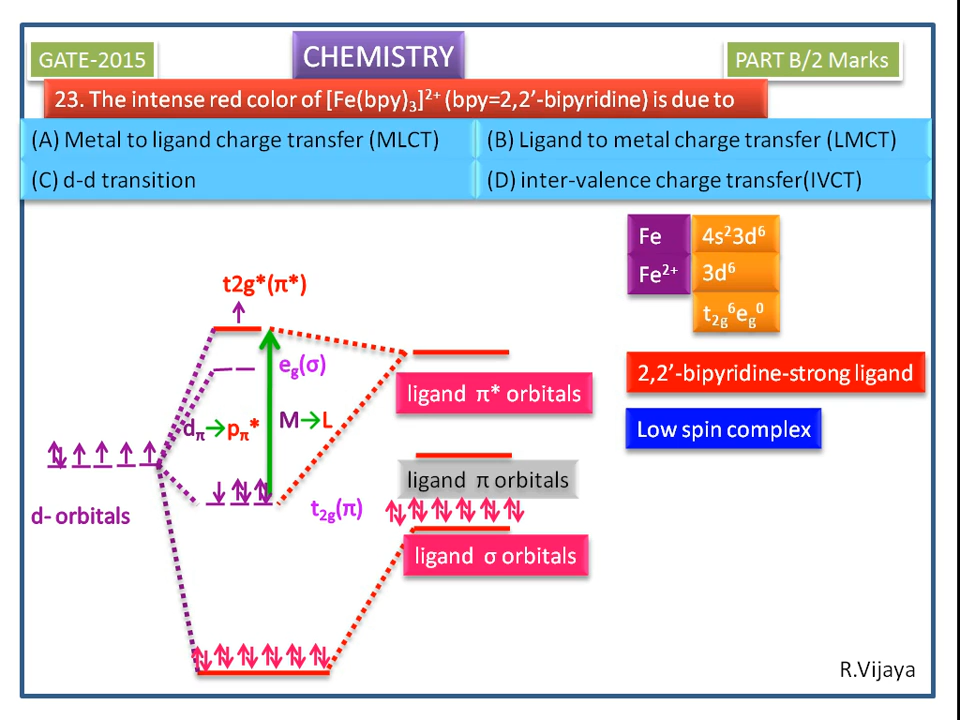 GATE-2015
CHEMISTRY
PART B/2 Marks
23. The intense red color of [Fe(bpy)₃]²⁺ (bpy=2,2’-bipyridine) is due to
(A) Metal to ligand charge transfer (MLCT)
(B) Ligand to metal charge transfer (LMCT)
(C) d-d transition
(D) inter-valence charge transfer(IVCT)
Fe
4s²3d⁶
Fe²⁺
3d⁶
t₂g⁶eg⁰
t2g*(π*)
eg(σ)
ligand π* orbitals
2,2’-bipyridine-strong ligand
dπ→pπ*
M→L
Low spin complex
ligand π orbitals
d- orbitals
t₂g(π)
ligand σ orbitals
R.Vijaya